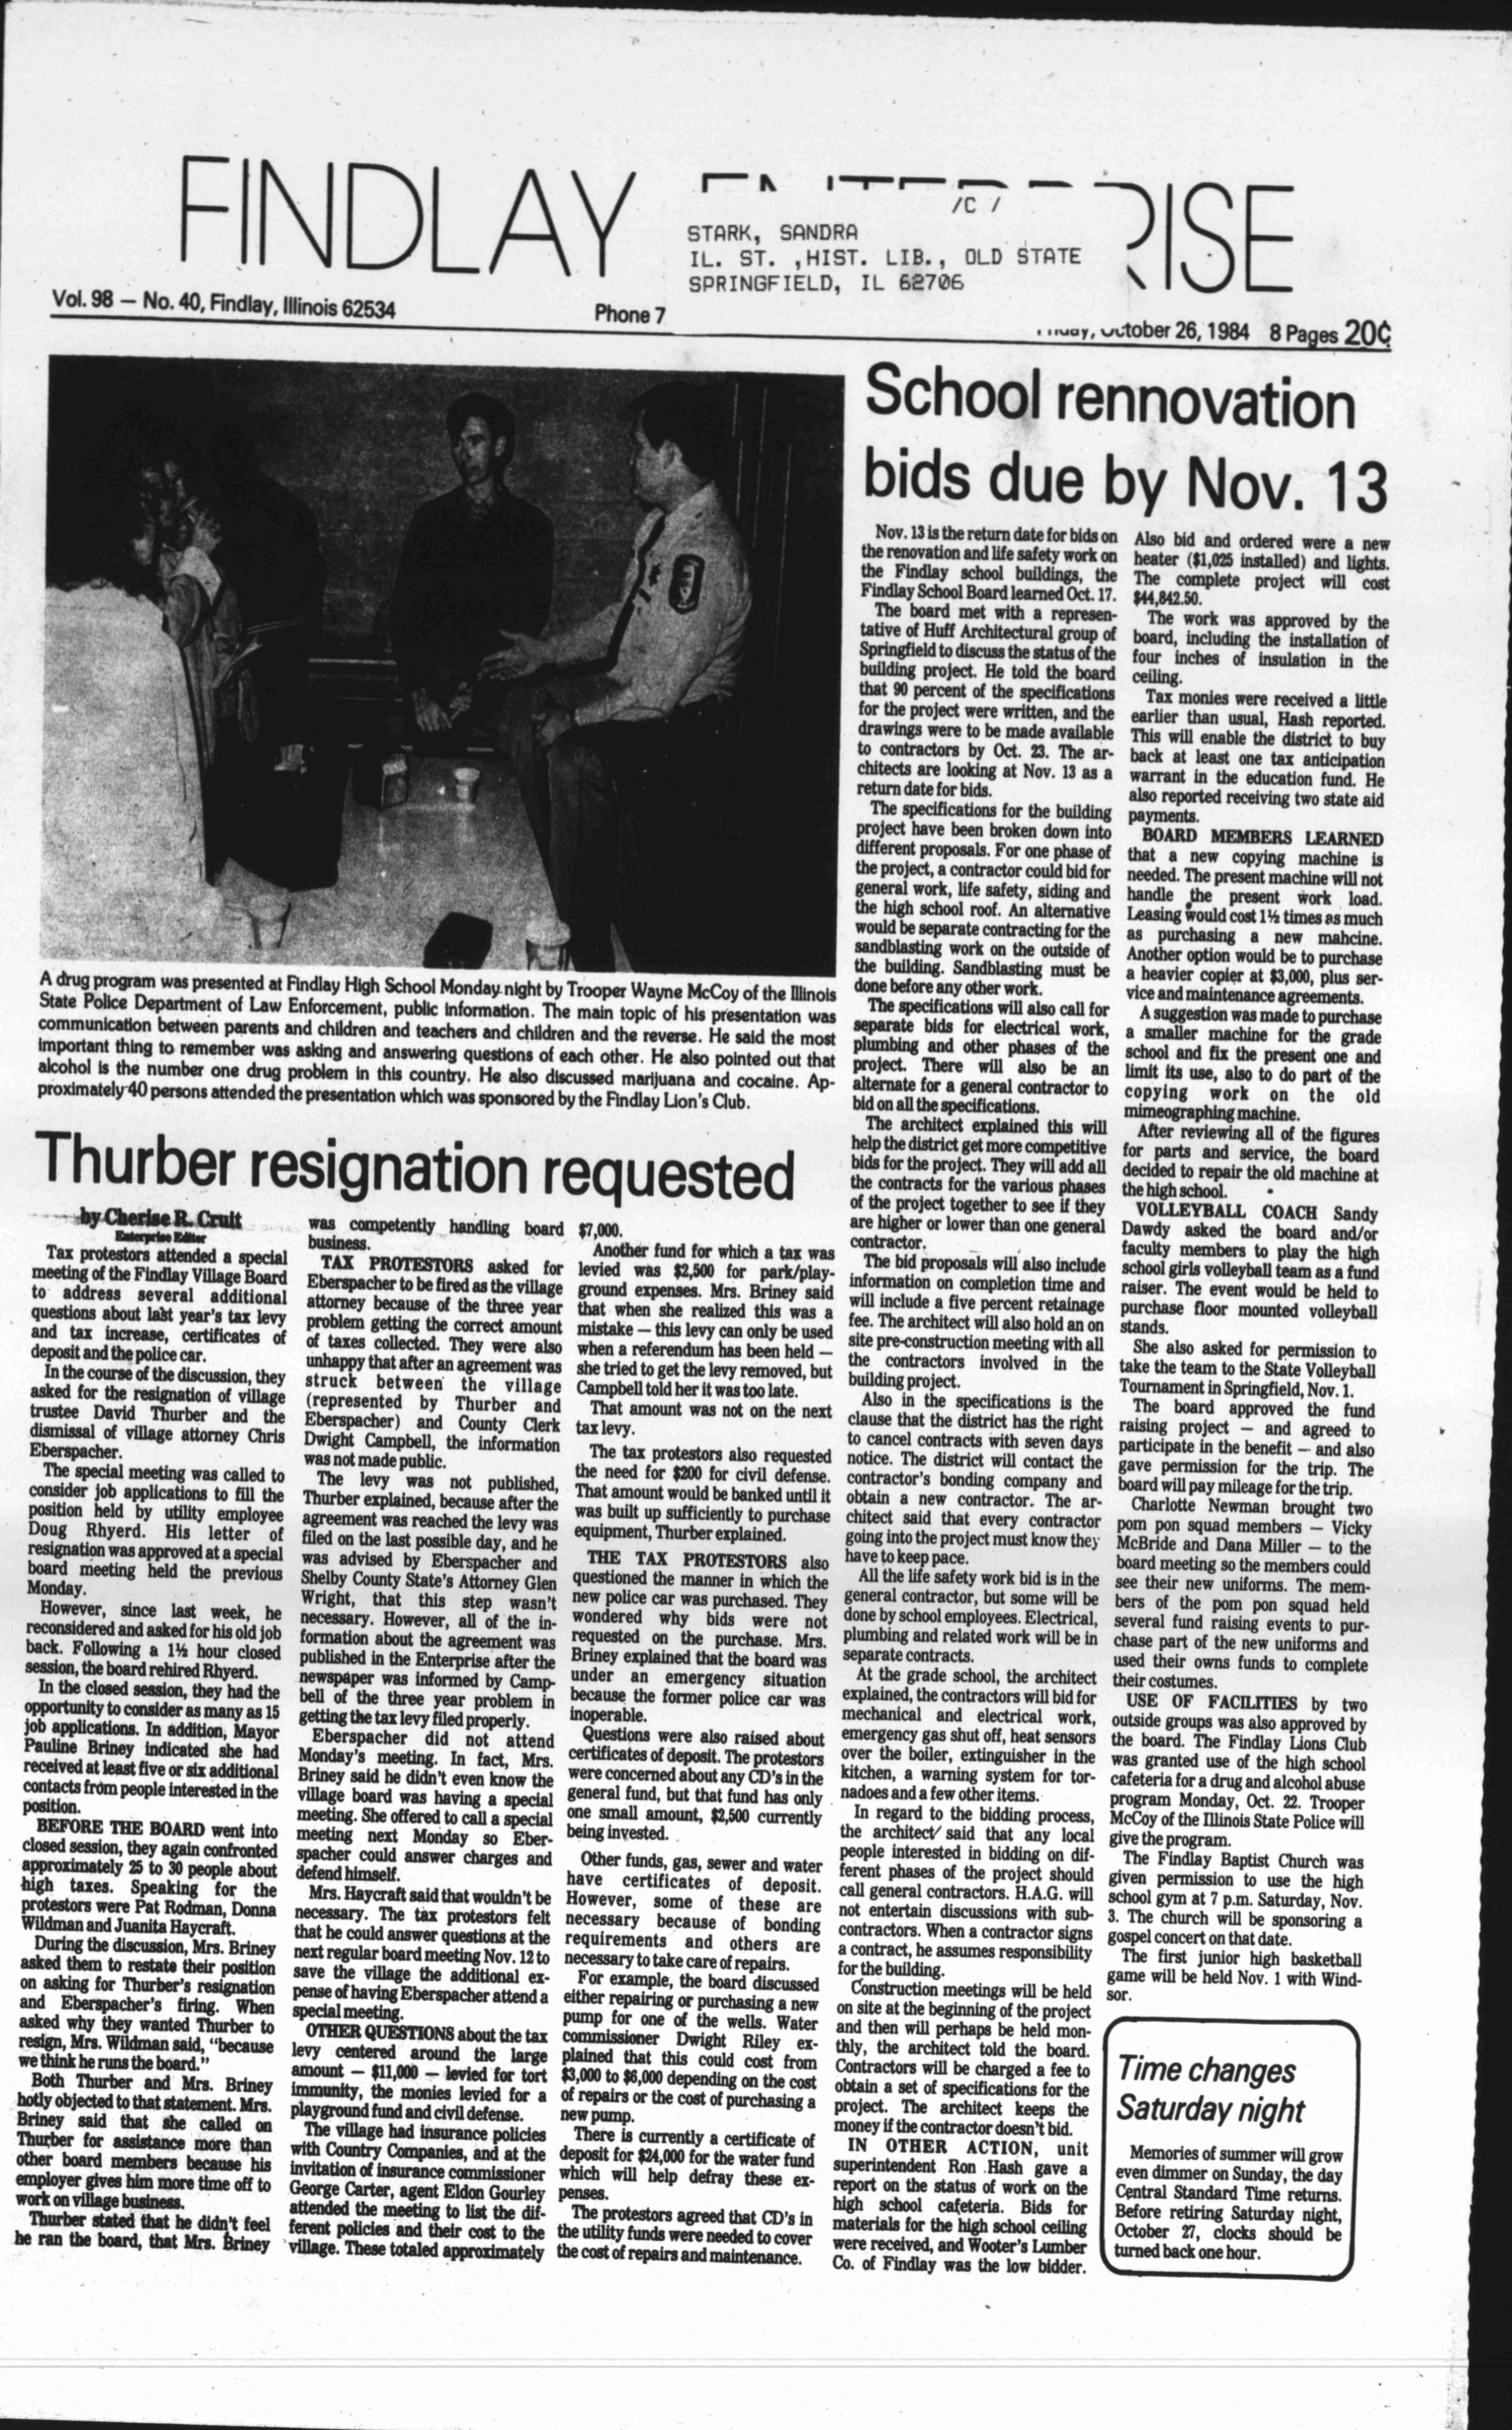 FINDLAY
RISE
/C /
STARK, SANDRA
IL. ST. ,HIST. LIB., OLD STATE
SPRINGFIELD, IL 62706
Vol. 98 — No. 40, Findlay, Illinois 62534
Phone 7
October 26, 1984 8 Pages 20¢
A drug program was presented at Findlay High School Monday night by Trooper Wayne McCoy of the Illinois
State Police Department of Law Enforcement, public information. The main topic of his presentation was
communication between parents and children and teachers and children and the reverse. He said the most
important thing to remember was asking and answering questions of each other. He also pointed out that
alcohol is the number one drug problem in this country. He also discussed marijuana and cocaine. Ap-
proximately 40 persons attended the presentation which was sponsored by the Findlay Lion's Club.
Thurber resignation requested
by Cherise R. Cruit
Enterprise Editor
Tax protestors attended a special
meeting of the Findlay Village Board
to address several additional
questions about last year's tax levy
and tax increase, certificates of
deposit and the police car.
In the course of the discussion, they
asked for the resignation of village
trustee David Thurber and the
dismissal of village attorney Chris
Eberspacher.
The special meeting was called to
consider job applications to fill the
position held by utility employee
Doug Rhyerd. His letter of
resignation was approved at a special
board meeting held the previous
Monday.
However, since last week, he
reconsidered and asked for his old job
back. Following a 1½ hour closed
session, the board rehired Rhyerd.
In the closed session, they had the
opportunity to consider as many as 15
job applications. In addition, Mayor
Pauline Briney indicated she had
received at least five or six additional
contacts from people interested in the
position.
BEFORE THE BOARD went into
closed session, they again confronted
approximately 25 to 30 people about
high taxes. Speaking for the
protestors were Pat Rodman, Donna
Wildman and Juanita Haycraft.
During the discussion, Mrs. Briney
asked them to restate their position
on asking for Thurber's resignation
and Eberspacher's firing. When
asked why they wanted Thurber to
resign, Mrs. Wildman said, "because
we think he runs the board."
Both Thurber and Mrs. Briney
hotly objected to that statement. Mrs.
Briney said that she called on
Thurber for assistance more than
other board members because his
employer gives him more time off to
work on village business.
Thurber stated that he didn't feel
he ran the board, that Mrs. Briney
was competently handling board
business.
TAX PROTESTORS asked for
Eberspacher to be fired as the village
attorney because of the three year
problem getting the correct amount
of taxes collected. They were also
unhappy that after an agreement was
struck between the village
(represented by Thurber and
Eberspacher) and County Clerk
Dwight Campbell, the information
was not made public.
The levy was not published,
Thurber explained, because after the
agreement was reached the levy was
filed on the last possible day, and he
was advised by Eberspacher and
Shelby County State's Attorney Glen
Wright, that this step wasn't
necessary. However, all of the in-
formation about the agreement was
published in the Enterprise after the
newspaper was informed by Camp-
bell of the three year problem in
getting the tax levy filed properly.
Eberspacher did not attend
Monday's meeting. In fact, Mrs.
Briney said he didn't even know the
village board was having a special
meeting. She offered to call a special
meeting next Monday so Eber-
spacher could answer charges and
defend himself.
Mrs. Haycraft said that wouldn't be
necessary. The tax protestors felt
that he could answer questions at the
next regular board meeting Nov. 12 to
save the village the additional ex-
pense of having Eberspacher attend a
special meeting.
OTHER QUESTIONS about the tax
levy centered around the large
amount — $11,000 — levied for tort
immunity, the monies levied for a
playground fund and civil defense.
The village had insurance policies
with Country Companies, and at the
invitation of insurance commissioner
George Carter, agent Eldon Gourley
attended the meeting to list the dif-
ferent policies and their cost to the
village. These totaled approximately
$7,000.
Another fund for which a tax was
levied was $2,500 for park/play-
ground expenses. Mrs. Briney said
that when she realized this was a
mistake — this levy can only be used
when a referendum has been held —
she tried to get the levy removed, but
Campbell told her it was too late.
That amount was not on the next
tax levy.
The tax protestors also requested
the need for $200 for civil defense.
That amount would be banked until it
was built up sufficiently to purchase
equipment, Thurber explained.
THE TAX PROTESTORS also
questioned the manner in which the
new police car was purchased. They
wondered why bids were not
requested on the purchase. Mrs.
Briney explained that the board was
under an emergency situation
because the former police car was
inoperable.
Questions were also raised about
certificates of deposit. The protestors
were concerned about any CD's in the
general fund, but that fund has only
one small amount, $2,500 currently
being invested.
Other funds, gas, sewer and water
have certificates of deposit.
However, some of these are
necessary because of bonding
requirements and others are
necessary to take care of repairs.
For example, the board discussed
either repairing or purchasing a new
pump for one of the wells. Water
commissioner Dwight Riley ex-
plained that this could cost from
$3,000 to $6,000 depending on the cost
of repairs or the cost of purchasing a
new pump.
There is currently a certificate of
deposit for $24,000 for the water fund
which will help defray these ex-
penses.
The protestors agreed that CD's in
the utility funds were needed to cover
the cost of repairs and maintenance.
School rennovation
bids due by Nov. 13
Nov. 13 is the return date for bids on
the renovation and life safety work on
the Findlay school buildings, the
Findlay School Board learned Oct. 17.
The board met with a represen-
tative of Huff Architectural group of
Springfield to discuss the status of the
building project. He told the board
that 90 percent of the specifications
for the project were written, and the
drawings were to be made available
to contractors by Oct. 23. The ar-
chitects are looking at Nov. 13 as a
return date for bids.
The specifications for the building
project have been broken down into
different proposals. For one phase of
the project, a contractor could bid for
general work, life safety, siding and
the high school roof. An alternative
would be separate contracting for the
sandblasting work on the outside of
the building. Sandblasting must be
done before any other work.
The specifications will also call for
separate bids for electrical work,
plumbing and other phases of the
project. There will also be an
alternate for a general contractor to
bid on all the specifications.
The architect explained this will
help the district get more competitive
bids for the project. They will add all
the contracts for the various phases
of the project together to see if they
are higher or lower than one general
contractor.
The bid proposals will also include
information on completion time and
will include a five percent retainage
fee. The architect will also hold an on
site pre-construction meeting with all
the contractors involved in the
building project.
Also in the specifications is the
clause that the district has the right
to cancel contracts with seven days
notice. The district will contact the
contractor's bonding company and
obtain a new contractor. The ar-
chitect said that every contractor
going into the project must know they
have to keep pace.
All the life safety work bid is in the
general contractor, but some will be
done by school employees. Electrical,
plumbing and related work will be in
separate contracts.
At the grade school, the architect
explained, the contractors will bid for
mechanical and electrical work,
emergency gas shut off, heat sensors
over the boiler, extinguisher in the
kitchen, a warning system for tor-
nadoes and a few other items.
In regard to the bidding process,
the architect said that any local
people interested in bidding on dif-
ferent phases of the project should
call general contractors. H.A.G. will
not entertain discussions with sub-
contractors. When a contractor signs
a contract, he assumes responsibility
for the building.
Construction meetings will be held
on site at the beginning of the project
and then will perhaps be held mon-
thly, the architect told the board.
Contractors will be charged a fee to
obtain a set of specifications for the
project. The architect keeps the
money if the contractor doesn't bid.
IN OTHER ACTION, unit
superintendent Ron Hash gave a
report on the status of work on the
high school cafeteria. Bids for
materials for the high school ceiling
were received, and Wooter's Lumber
Co. of Findlay was the low bidder.
Also bid and ordered were a new
heater ($1,025 installed) and lights.
The complete project will cost
$44,842.50.
The work was approved by the
board, including the installation of
four inches of insulation in the
ceiling.
Tax monies were received a little
earlier than usual, Hash reported.
This will enable the district to buy
back at least one tax anticipation
warrant in the education fund. He
also reported receiving two state aid
payments.
BOARD MEMBERS LEARNED
that a new copying machine is
needed. The present machine will not
handle the present work load.
Leasing would cost 1½ times as much
as purchasing a new mahcine.
Another option would be to purchase
a heavier copier at $3,000, plus ser-
vice and maintenance agreements.
A suggestion was made to purchase
a smaller machine for the grade
school and fix the present one and
limit its use, also to do part of the
copying work on the old
mimeographing machine.
After reviewing all of the figures
for parts and service, the board
decided to repair the old machine at
the high school.
VOLLEYBALL COACH Sandy
Dawdy asked the board and/or
faculty members to play the high
school girls volleyball team as a fund
raiser. The event would be held to
purchase floor mounted volleyball
stands.
She also asked for permission to
take the team to the State Volleyball
Tournament in Springfield, Nov. 1.
The board approved the fund
raising project — and agreed to
participate in the benefit — and also
gave permission for the trip. The
board will pay mileage for the trip.
Charlotte Newman brought two
pom pon squad members — Vicky
McBride and Dana Miller — to the
board meeting so the members could
see their new uniforms. The mem-
bers of the pom pon squad held
several fund raising events to pur-
chase part of the new uniforms and
used their owns funds to complete
their costumes.
USE OF FACILITIES by two
outside groups was also approved by
the board. The Findlay Lions Club
was granted use of the high school
cafeteria for a drug and alcohol abuse
program Monday, Oct. 22. Trooper
McCoy of the Illinois State Police will
give the program.
The Findlay Baptist Church was
given permission to use the high
school gym at 7 p.m. Saturday, Nov.
3. The church will be sponsoring a
gospel concert on that date.
The first junior high basketball
game will be held Nov. 1 with Wind-
sor.
Time changes
Saturday night
Memories of summer will grow
even dimmer on Sunday, the day
Central Standard Time returns.
Before retiring Saturday night,
October 27, clocks should be
turned back one hour.